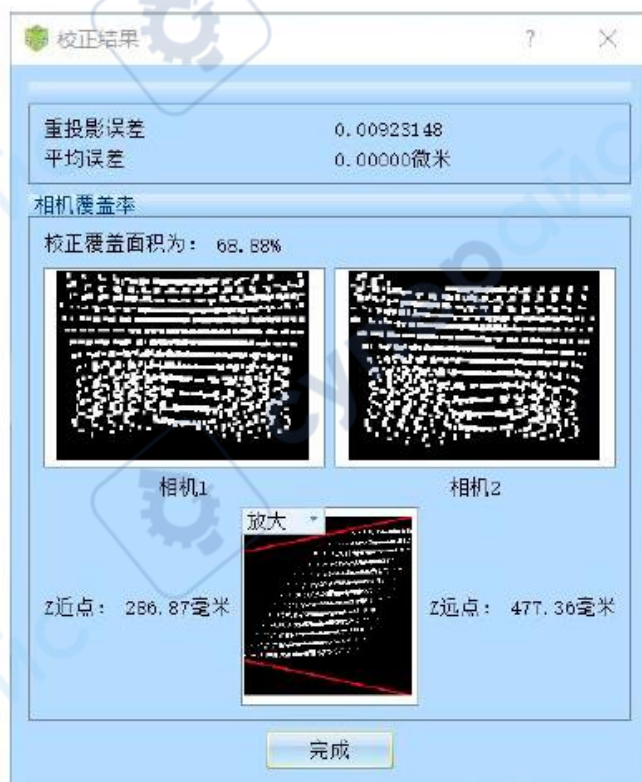 校正结果
重投影误差 0.00923148
平均误差 0.00000微米
相机覆盖率
校正覆盖面积为: 68.88%
相机1 相机2
放大
Z近点: 286.87毫米 Z远点: 477.36毫米
完成